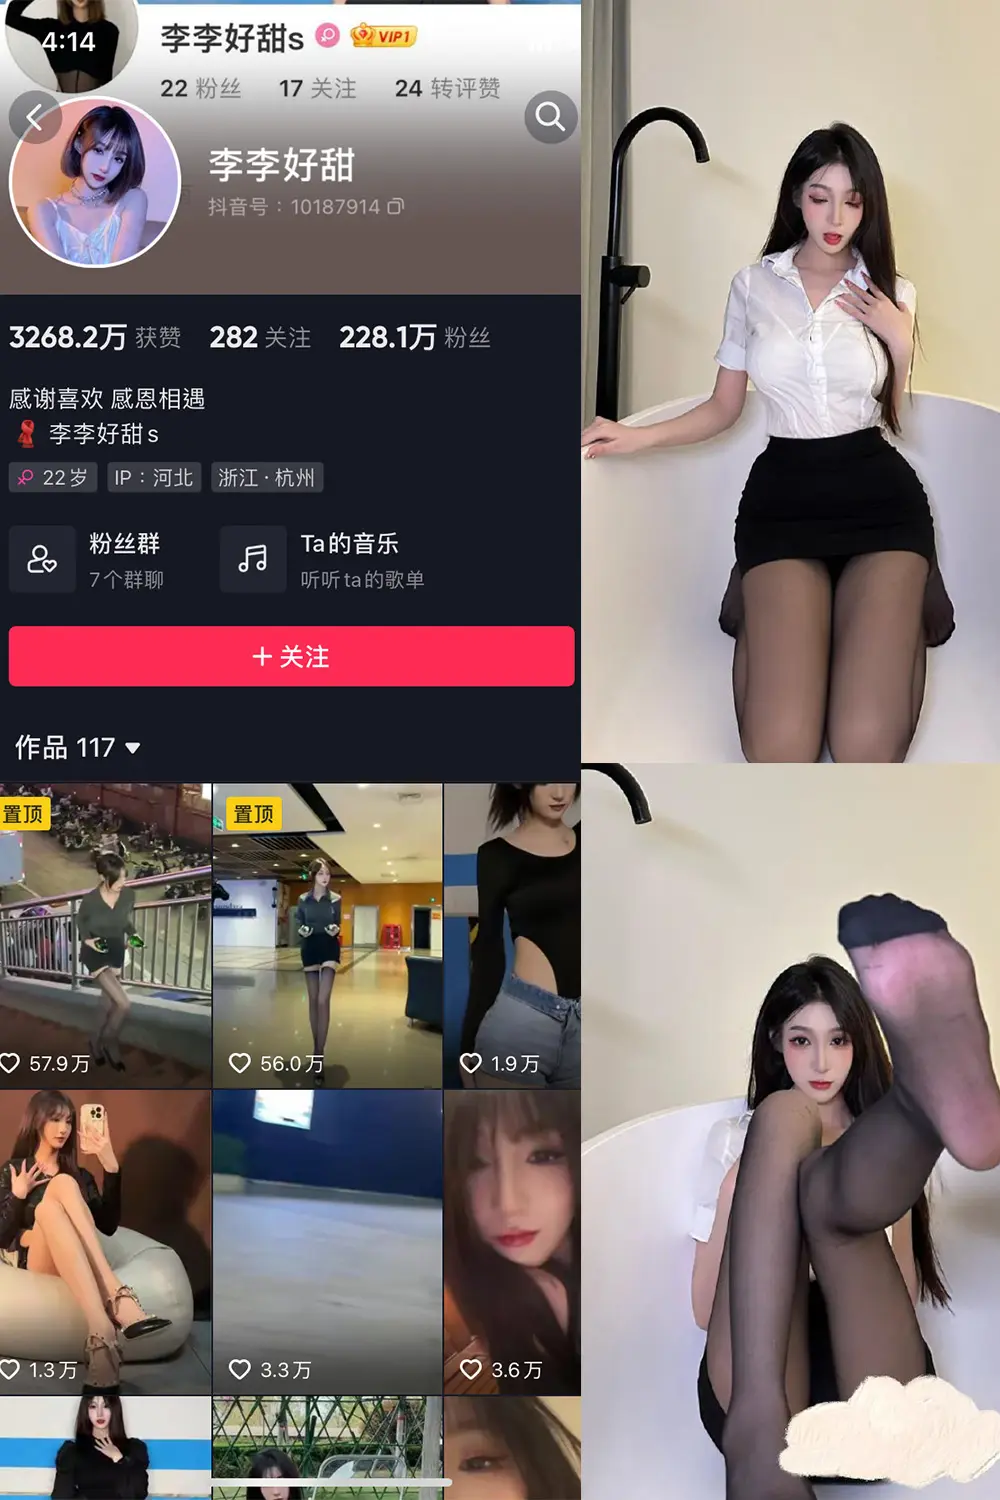 李李好甜s VIP1
4:14
22 粉丝 17 关注 24 转评赞
李李好甜
抖音号：10187914
3268.2万 获赞 282 关注 228.1万 粉丝
感谢喜欢 感恩相遇
李李好甜s
22岁 IP：河北 浙江·杭州
粉丝群
7个群聊
Ta的音乐
听听ta的歌单
+ 关注
作品 117
置顶
置顶
57.9万
56.0万
1.9万
1.3万
3.3万
3.6万